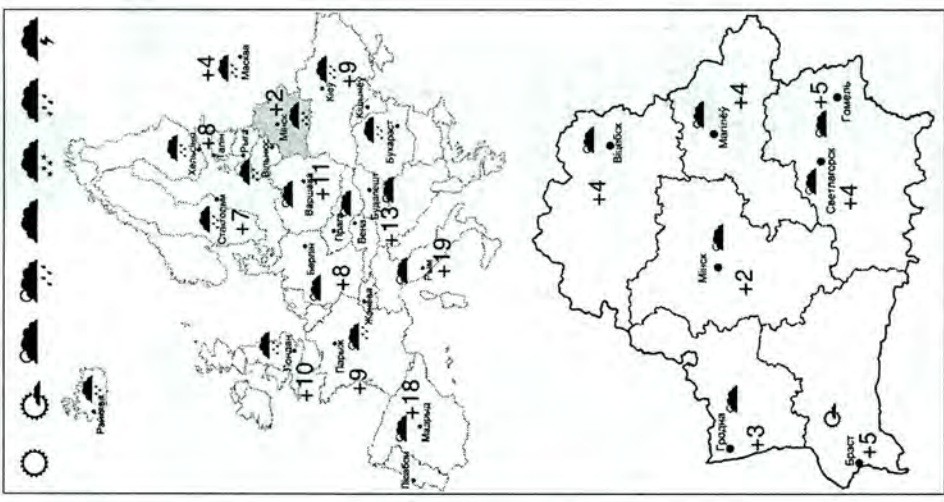 Рэйк'явік
Хельсінкі
+8
Талін
Рыга
Вільнюс
Стакгольм
+7
+4
Масква
+2
Мінск
Кіеў
+9
Кішынёў
Бухарэст
Варшава
+11
Прага
Вена
Будапешт
+13
Берлін
+8
Лондан
+10
Парыж
+9
Жэнева
Рым
+19
+18
Мадрыд
Лісабон
Віцебск
+4
Мінск
+2
Магілёў
+4
Гродна
+3
Брэст
+5
Светлагорск
+4
+5
Гомель